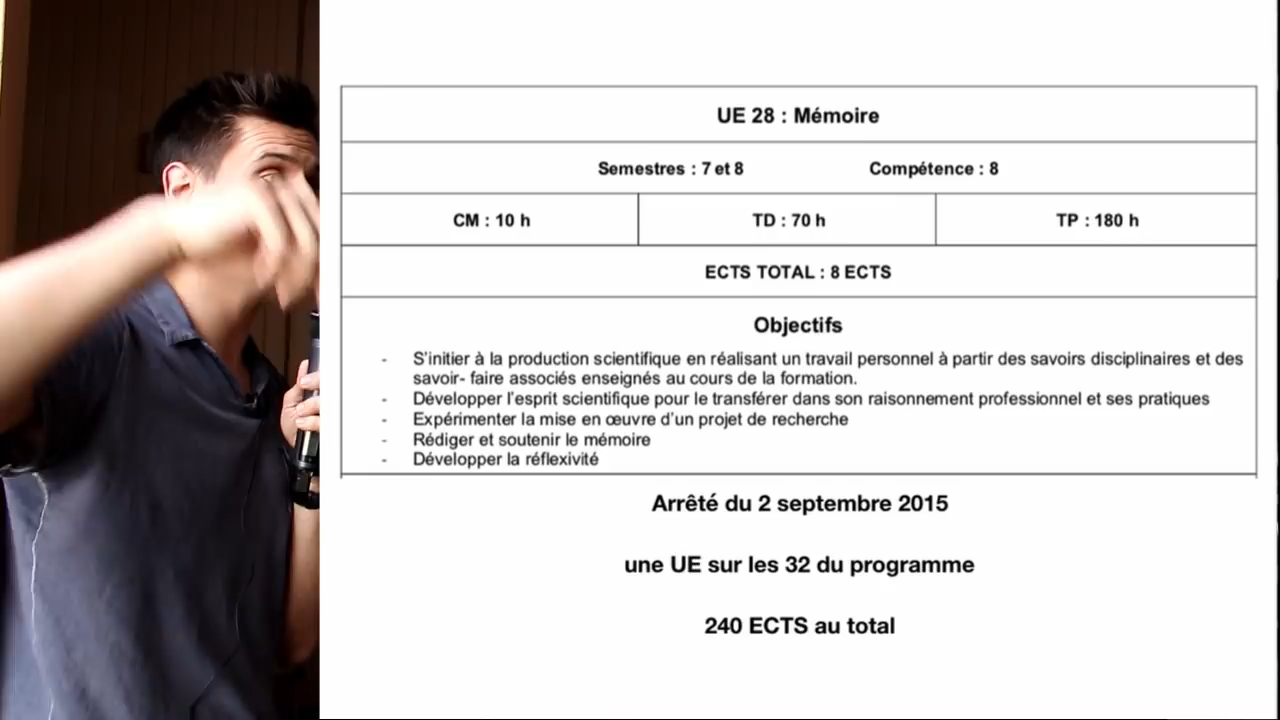 UE 28 : Mémoire
Semestres : 7 et 8 Compétence : 8
CM : 10 h TD : 70 h TP : 180 h
ECTS TOTAL : 8 ECTS
Objectifs
- S'initier à la production scientifique en réalisant un travail personnel à partir des savoirs disciplinaires et des
savoir- faire associés enseignés au cours de la formation.
- Développer l'esprit scientifique pour le transférer dans son raisonnement professionnel et ses pratiques
- Expérimenter la mise en œuvre d'un projet de recherche
- Rédiger et soutenir le mémoire
- Développer la réflexivité
Arrêté du 2 septembre 2015
une UE sur les 32 du programme
240 ECTS au total